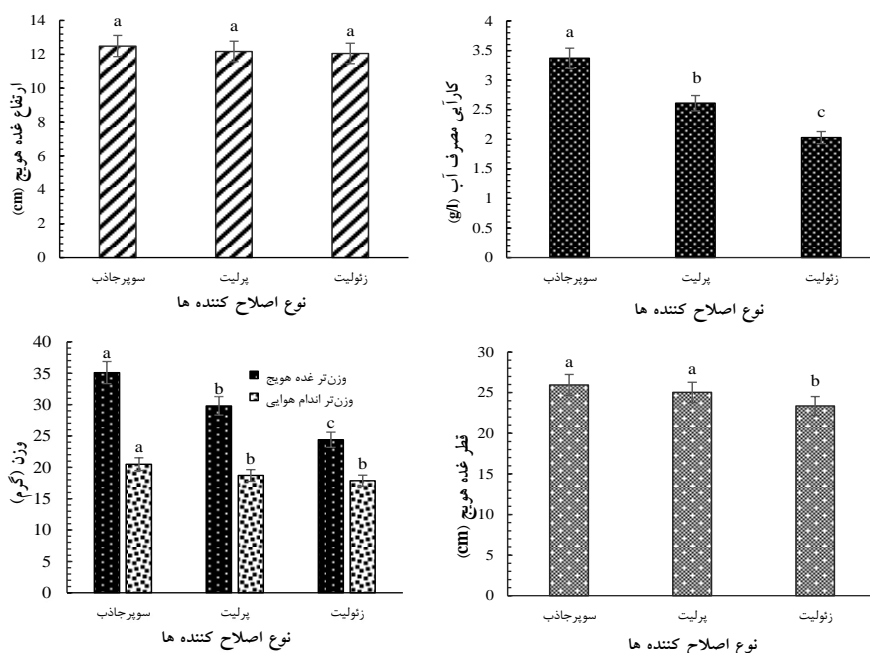 ارتفاع غده هویج (cm)
14
12
10
8
6
4
2
0
a
a
a
سوپرجاذب
پرلیت
زئولیت
نوع اصلاح کننده ها
کارآیی مصرف آب (g/l)
4
3.5
3
2.5
2
1.5
1
0.5
0
a
b
c
سوپرجاذب
پرلیت
زئولیت
نوع اصلاح کننده ها
وزن (گرم)
40
35
30
25
20
15
10
5
0
a
a
b
b
c
b
وزن‌تر غده هویج
وزن‌تر اندام هوایی
سوپرجاذب
پرلیت
زئولیت
نوع اصلاح کننده ها
قطر غده هویج (cm)
30
25
20
15
10
5
0
a
a
b
سوپرجاذب
پرلیت
زئولیت
نوع اصلاح کننده ها